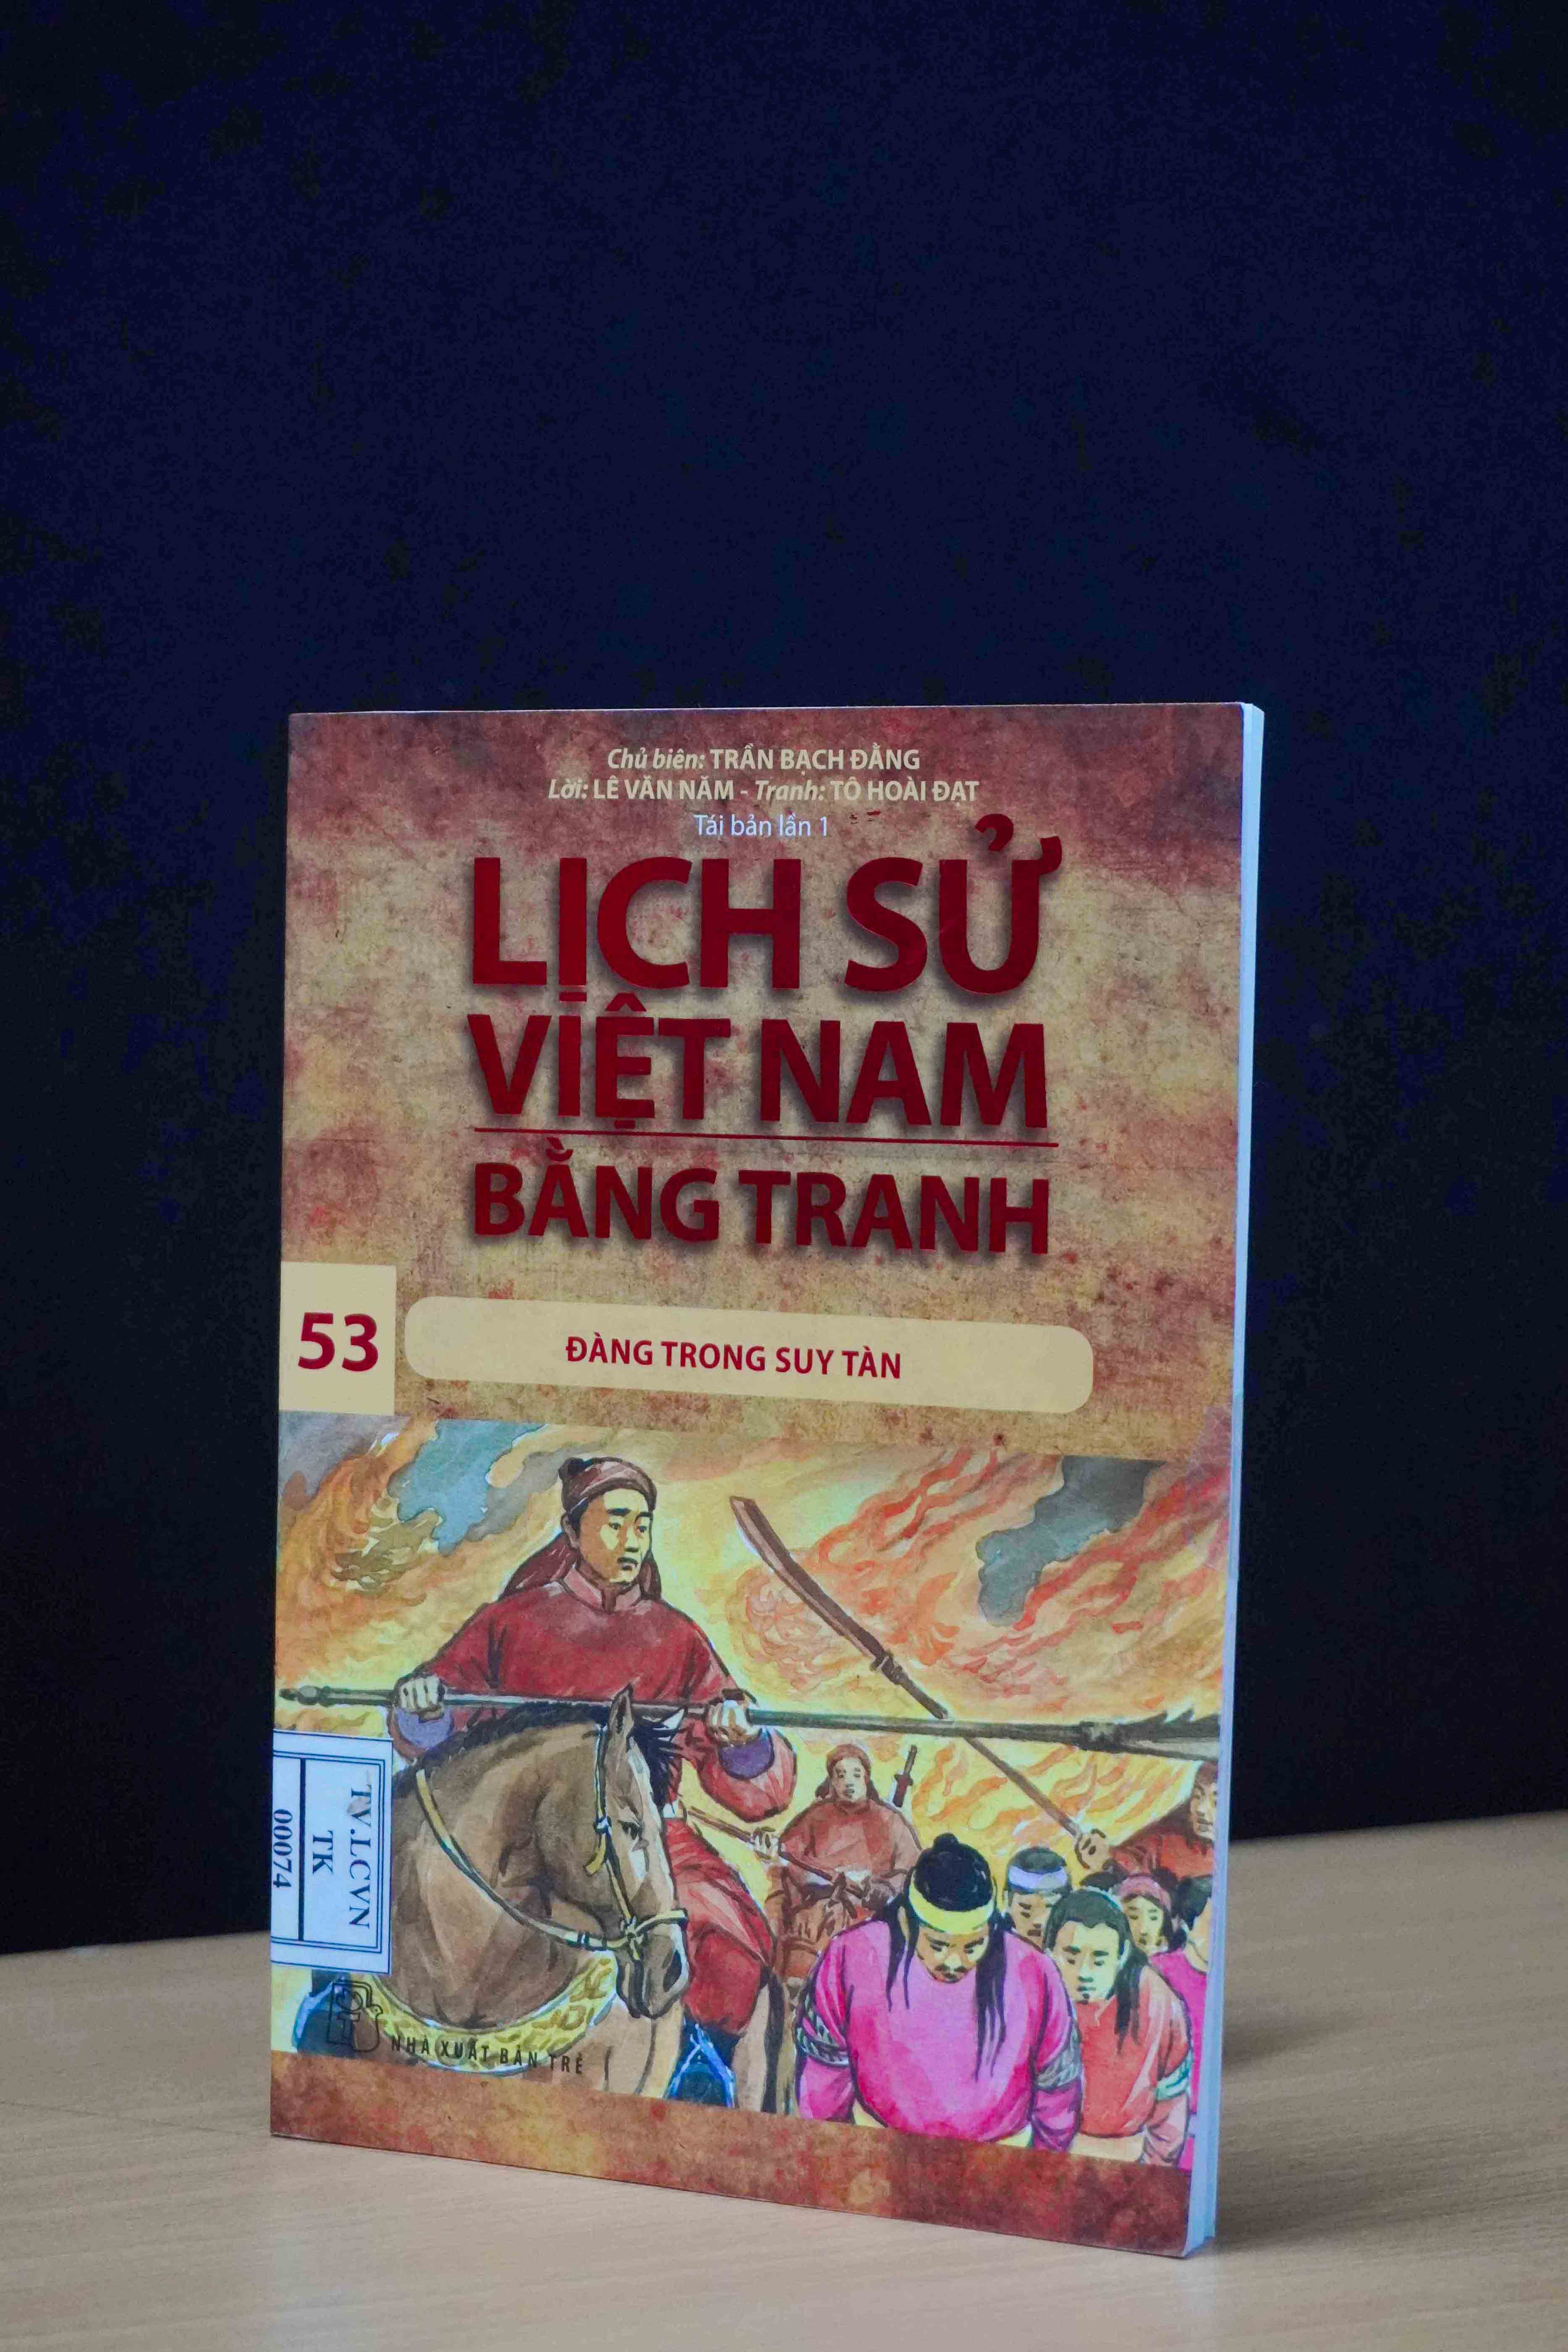 Chủ biên: TRẦN BẠCH ĐẰNG
Lời: LÊ VĂN NĂM - Tranh: TÔ HOÀI ĐẠT
Tái bản lần 1
LỊCH SỬ
VIỆT NAM
BẰNG TRANH
53
ĐÀNG TRONG SUY TÀN
TV.LCVN
TK
00074
NHÀ XUẤT BẢN TRẺ